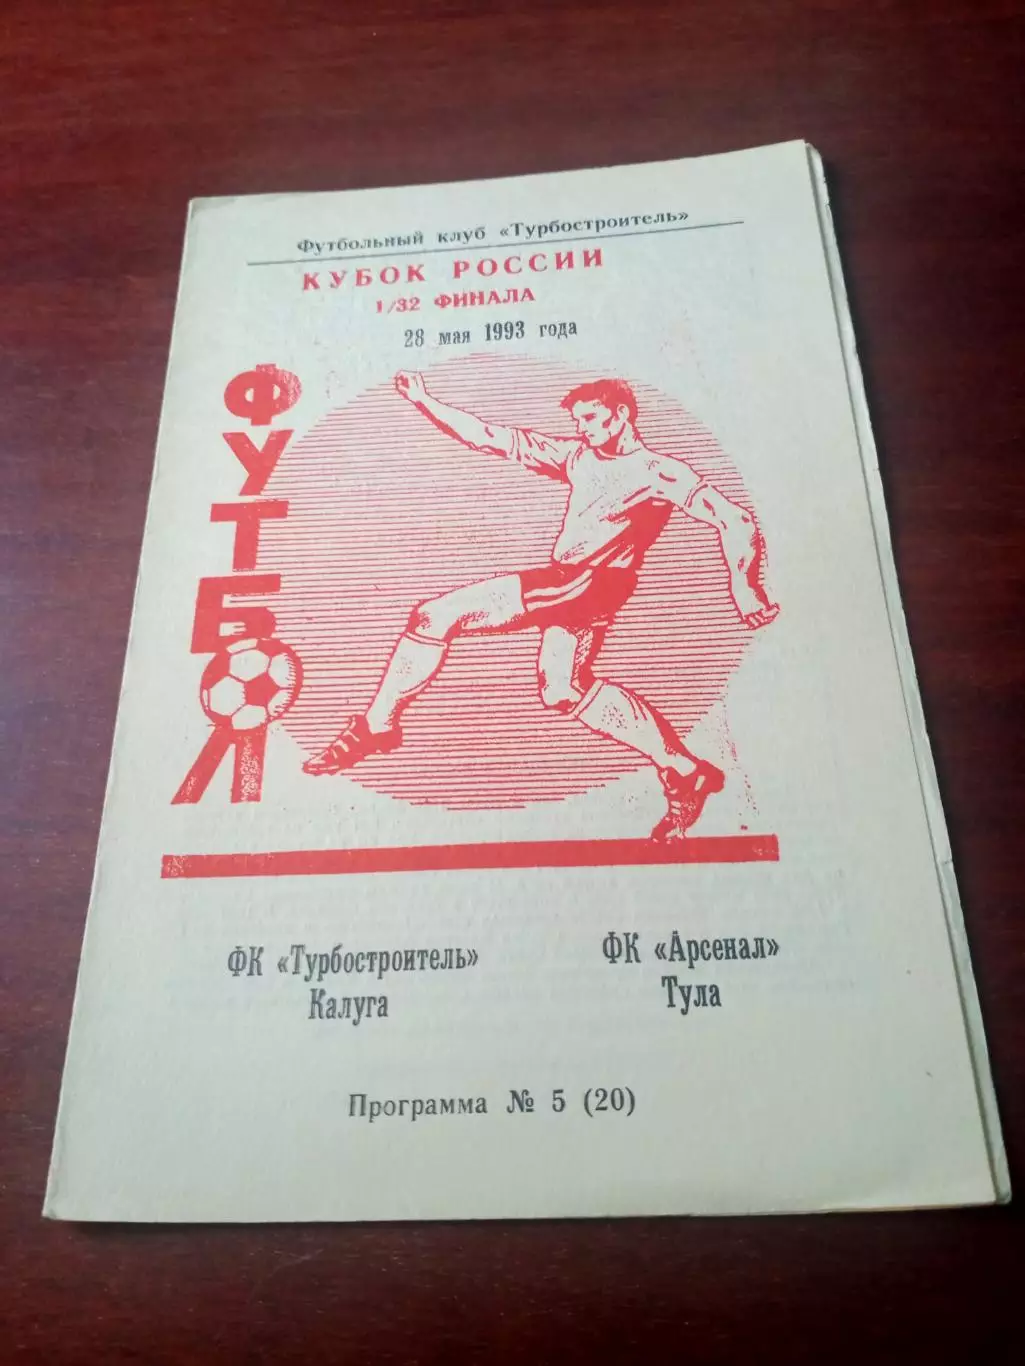 Футбольный клуб «Турбостроитель»
КУБОК РОССИИ
1/32 ФИНАЛА
28 мая 1993 года
ФУТБОЛ
ФК «Турбостроитель»
Калуга
ФК «Арсенал»
Тула
Программа № 5 (20)